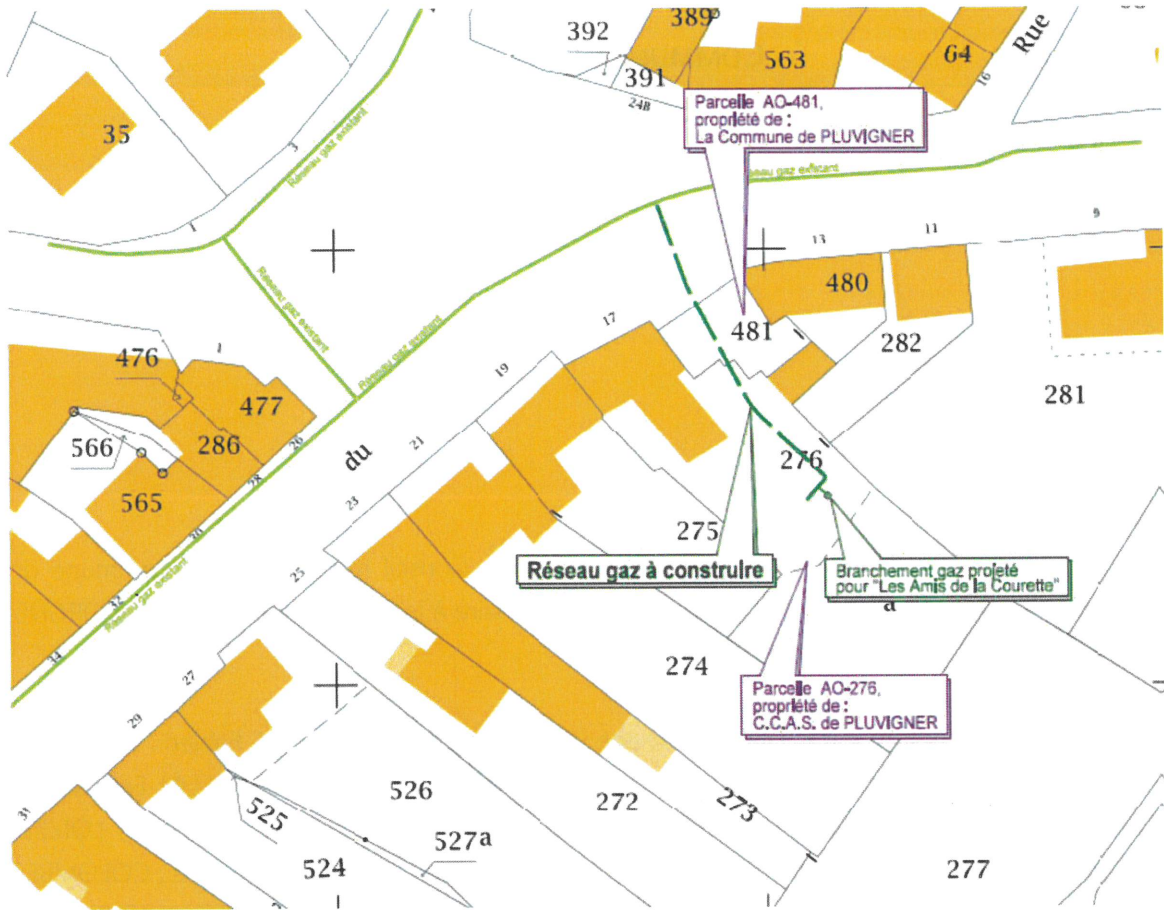 389
392
391
24B
563
64
16
Rue
35
3
1
Réseau gaz existant
Parcelle AO-481,
propriété de :
La Commune de PLUVIGNER
Réseau gaz existant
9
11
13
480
481
282
281
17
19
21
23
25
du
Réseau gaz existant
Réseau gaz existant
476
1
477
566
286
26
28
565
30
32
34
Réseau gaz existant
276
275
Réseau gaz à construire
Branchement gaz projeté
pour "Les Amis de la Courette"
a
274
Parcelle AO-276,
propriété de :
C.C.A.S. de PLUVIGNER
27
29
31
526
272
273
525
527a
524
277